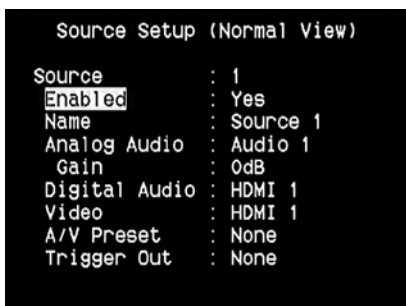 Source Setup (Normal View)
Source : 1
Enabled : Yes
Name : Source 1
Analog Audio : Audio 1
Gain : 0dB
Digital Audio : HDMI 1
Video : HDMI 1
A/V Preset : None
Trigger Out : None